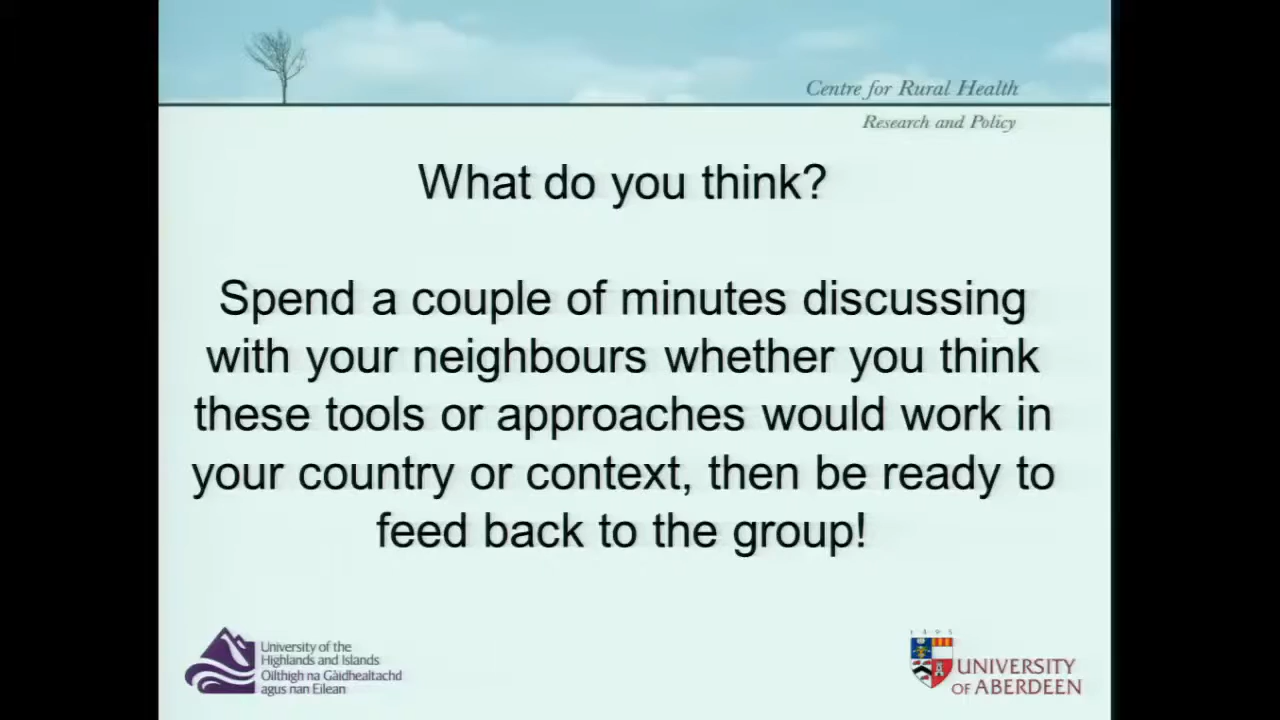 Centre for Rural Health
Research and Policy
What do you think?
Spend a couple of minutes discussing
with your neighbours whether you think
these tools or approaches would work in
your country or context, then be ready to
feed back to the group!
University of the
Highlands and Islands
Oilthigh na Gàidhealtachd
agus nan Eilean
1495
UNIVERSITY
OF ABERDEEN